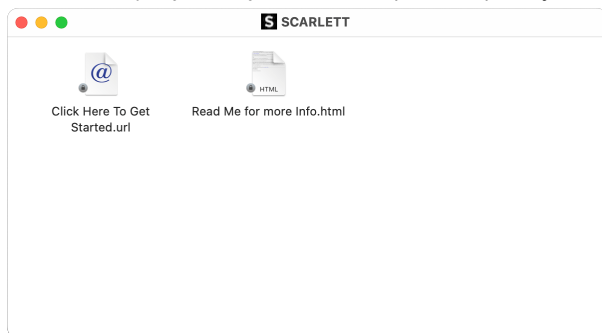 S SCARLETT
@
HTML
Click Here To Get
Started.url
Read Me for more Info.html